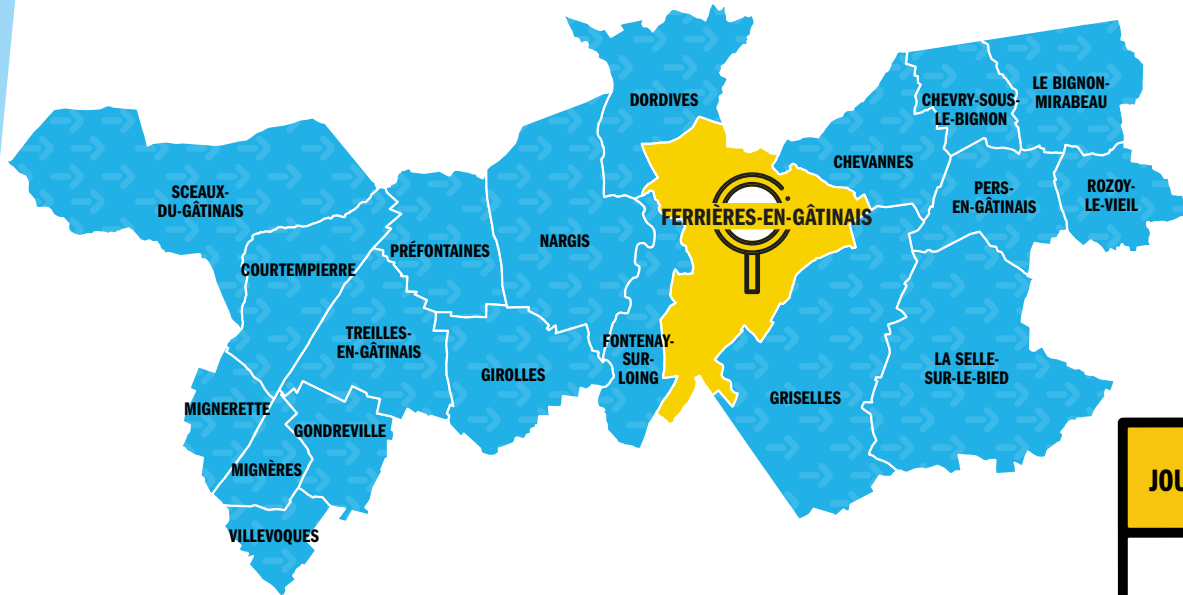 DORDIVES
LE BIGNON-
MIRABEAU
CHEVRY-SOUS-
LE-BIGNON
CHEVANNES
SCEAUX-
DU-GÂTINAIS
PERS-
EN-GÂTINAIS
ROZOY-
LE-VIEIL
FERRIÈRES-EN-GÂTINAIS
PRÉFONTAINES
NARGIS
COURTEMPIERRE
TREILLES-
EN-GÂTINAIS
FONTENAY-
SUR-
LOING
GIROLLES
LA SELLE-
SUR-LE-BIED
GRISELLES
MIGNERETTE
GONDREVILLE
MIGNÈRES
JOU
VILLEVOQUES